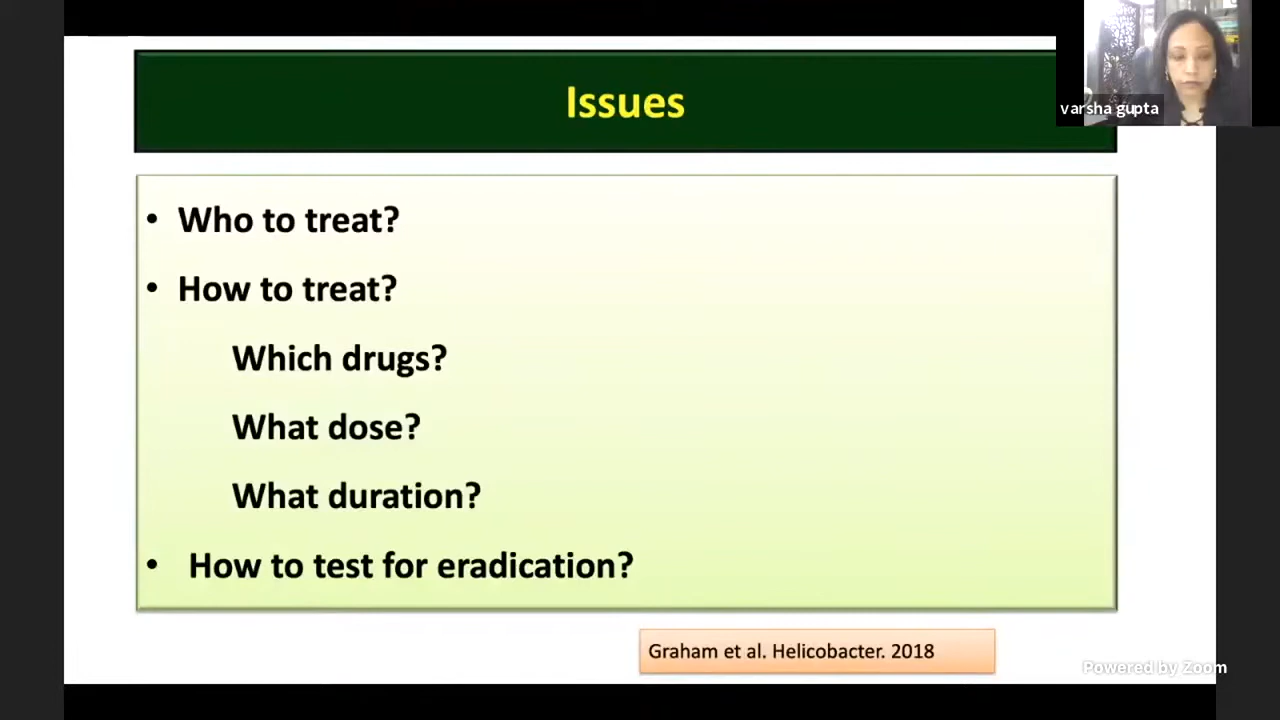 Issues
varsha gupta
• Who to treat?
• How to treat?
Which drugs?
What dose?
What duration?
• How to test for eradication?
Graham et al. Helicobacter. 2018
Powered by Zoom